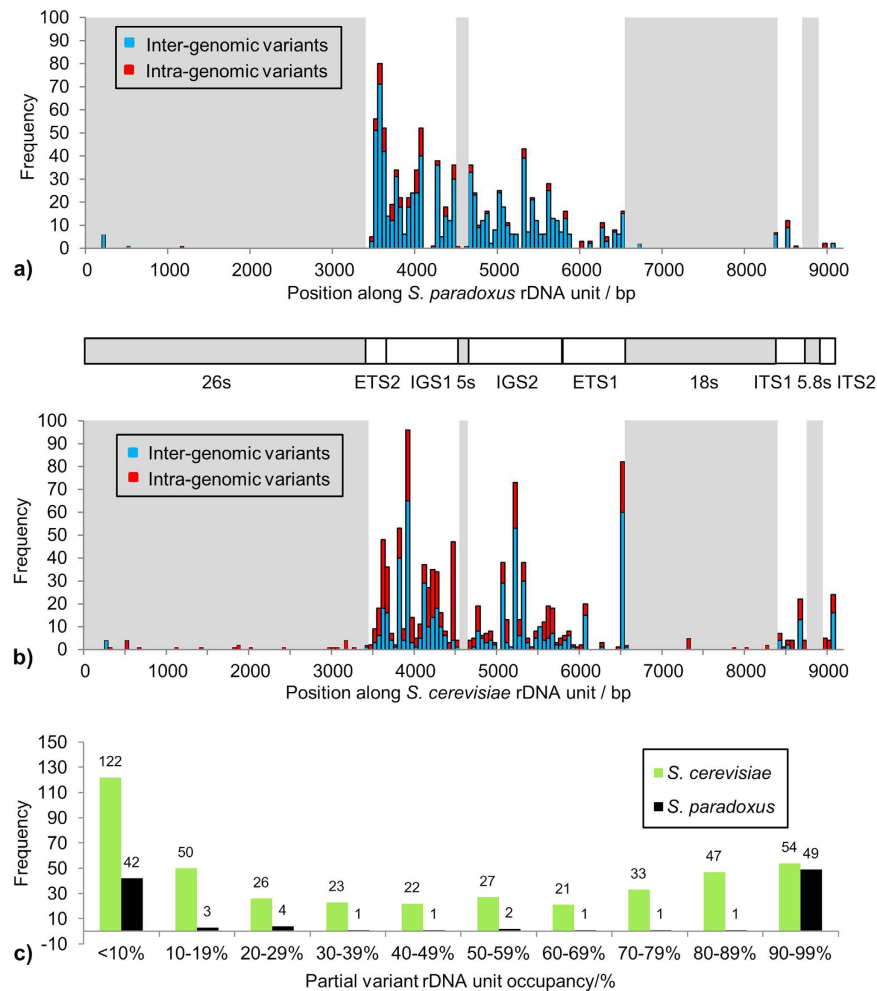 100
90
80
70
60
50
40
30
20
10
0
Frequency
Inter-genomic variants
Intra-genomic variants
0 1000 2000 3000 4000 5000 6000 7000 8000 9000
a)
Position along S. paradoxus rDNA unit / bp
26s ETS2 IGS1 5s IGS2 ETS1 18s ITS1 5.8s ITS2
100
90
80
70
60
50
40
30
20
10
0
Frequency
Inter-genomic variants
Intra-genomic variants
0 1000 2000 3000 4000 5000 6000 7000 8000 9000
b)
Position along S. cerevisiae rDNA unit / bp
150
130
110
90
70
50
30
10
-10
Frequency
S. cerevisiae
S. paradoxus
122 42 50 3 26 4 23 1 22 1 27 2 21 1 33 1 47 1 54 49
c)
<10% 10-19% 20-29% 30-39% 40-49% 50-59% 60-69% 70-79% 80-89% 90-99%
Partial variant rDNA unit occupancy/%